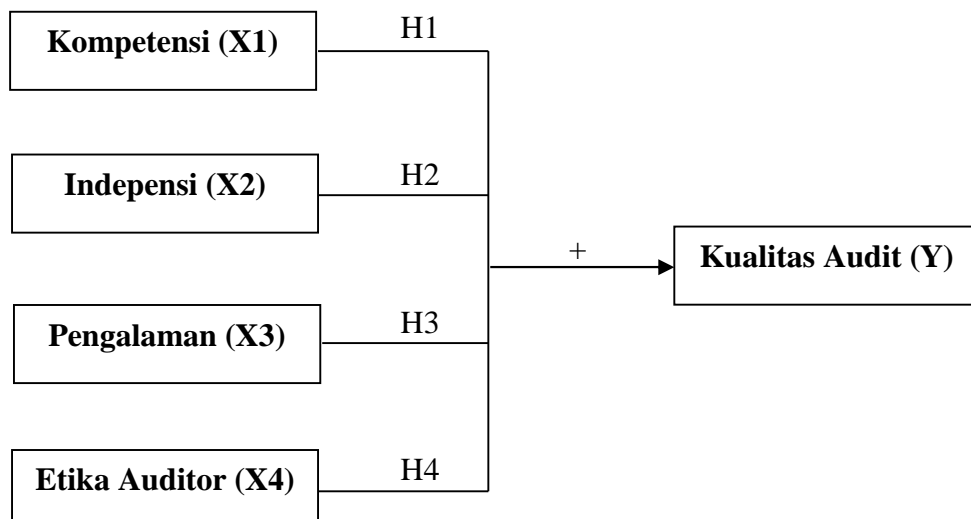 Kompetensi (X1)
H1
Indepensi (X2)
H2
+
Kualitas Audit (Y)
Pengalaman (X3)
H3
Etika Auditor (X4)
H4